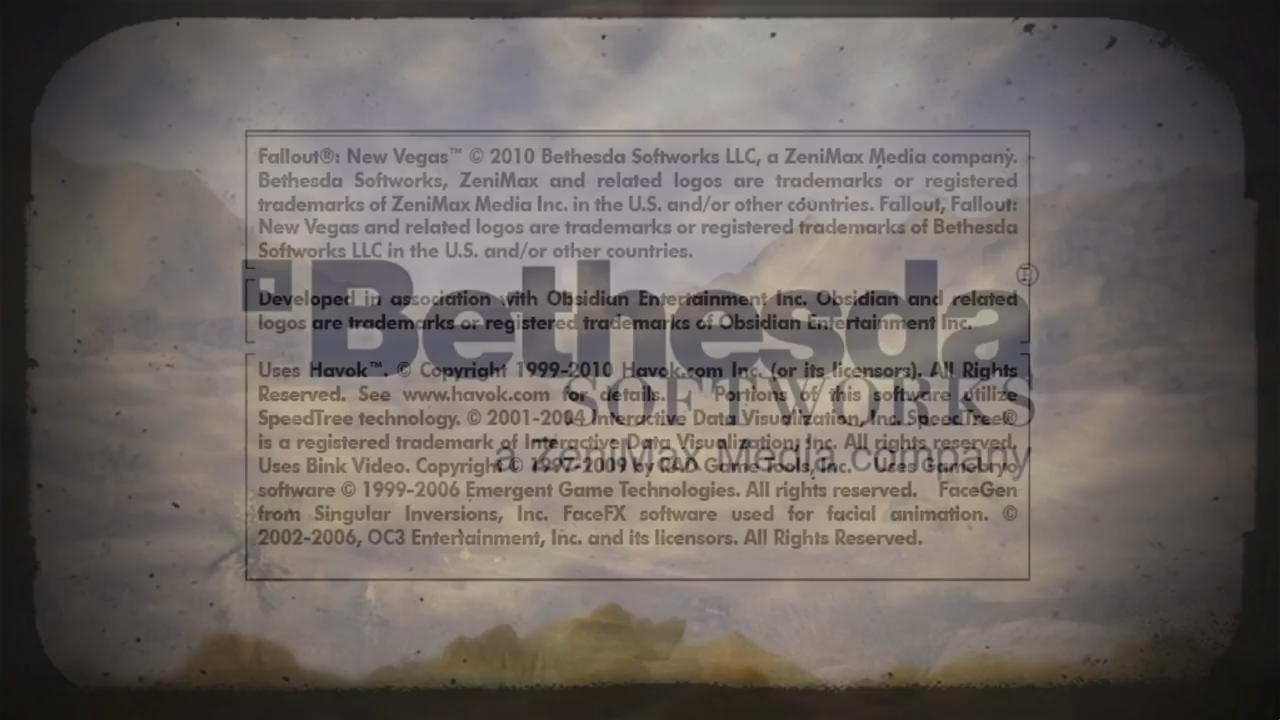 Fallout®: New Vegas™ © 2010 Bethesda Softworks LLC, a ZeniMax Media company.
Bethesda Softworks, ZeniMax and related logos are trademarks or registered
trademarks of ZeniMax Media Inc. in the U.S. and/or other countries. Fallout, Fallout:
New Vegas and related logos are trademarks or registered trademarks of Bethesda
Softworks LLC in the U.S. and/or other countries.
Developed in association with Obsidian Entertainment Inc. Obsidian and related
logos are trademarks or registered trademarks of Obsidian Entertainment Inc.
Uses Havok™. © Copyright 1999-2010 Havok.com Inc. (or its licensors). All Rights
Reserved. See www.havok.com for details. Portions of this software utilize
SpeedTree technology. © 2001-2004 Interactive Data Visualization, Inc. SpeedTree®
is a registered trademark of Interactive Data Visualization, Inc. All rights reserved.
Uses Bink Video. Copyright © 1997-2009 by RAD Game Tools, Inc. Uses Gamebryo
software © 1999-2006 Emergent Game Technologies. All rights reserved. FaceGen
from Singular Inversions, Inc. FaceFX software used for facial animation. ©
2002-2006, OC3 Entertainment, Inc. and its licensors. All Rights Reserved.
Bethesda®
SOFTWORKS
a ZeniMax Media company